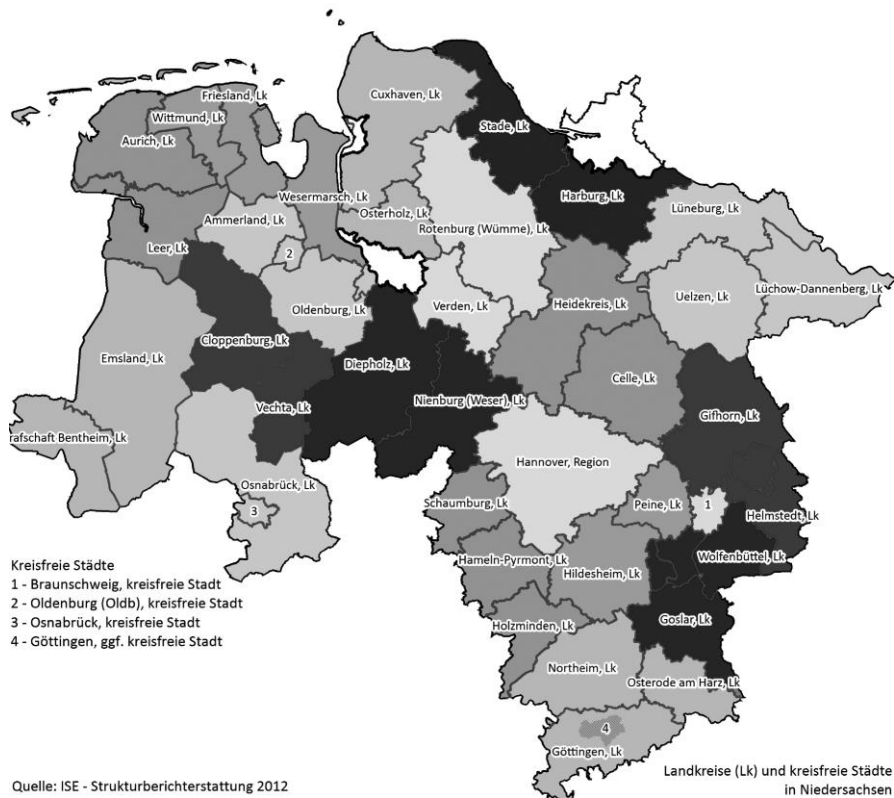 Friesland, Lk
Wittmund, Lk
Aurich, Lk
Cuxhaven, Lk
Stade, Lk
Wesermarsch, Lk
Harburg, Lk
Ammerland, Lk
Osterholz, Lk
Lüneburg, Lk
Rotenburg (Wümme), Lk
Leer, Lk
2
Lüchow-Dannenberg, Lk
Uelzen, Lk
Heidekreis, Lk
Verden, Lk
Oldenburg, Lk
Cloppenburg, Lk
Emsland, Lk
Diepholz, Lk
Celle, Lk
Nienburg (Weser), Lk
Vechta, Lk
Gifhorn, Lk
rafschaft Bentheim, Lk
Hannover, Region
Osnabrück, Lk
Schaumburg, Lk
Peine, Lk
1
3
Helmstedt, Lk
Wolfenbüttel, Lk
Hameln-Pyrmont, Lk
Hildesheim, Lk
Goslar, Lk
Holzminden, Lk
Northeim, Lk
Osterode am Harz, Lk
4
Göttingen, Lk
Kreisfreie Städte
1 - Braunschweig, kreisfreie Stadt
2 - Oldenburg (Oldb), kreisfreie Stadt
3 - Osnabrück, kreisfreie Stadt
4 - Göttingen, ggf. kreisfreie Stadt
Quelle: ISE - Strukturberichterstattung 2012
Landkreise (Lk) und kreisfreie Städte
in Niedersachsen